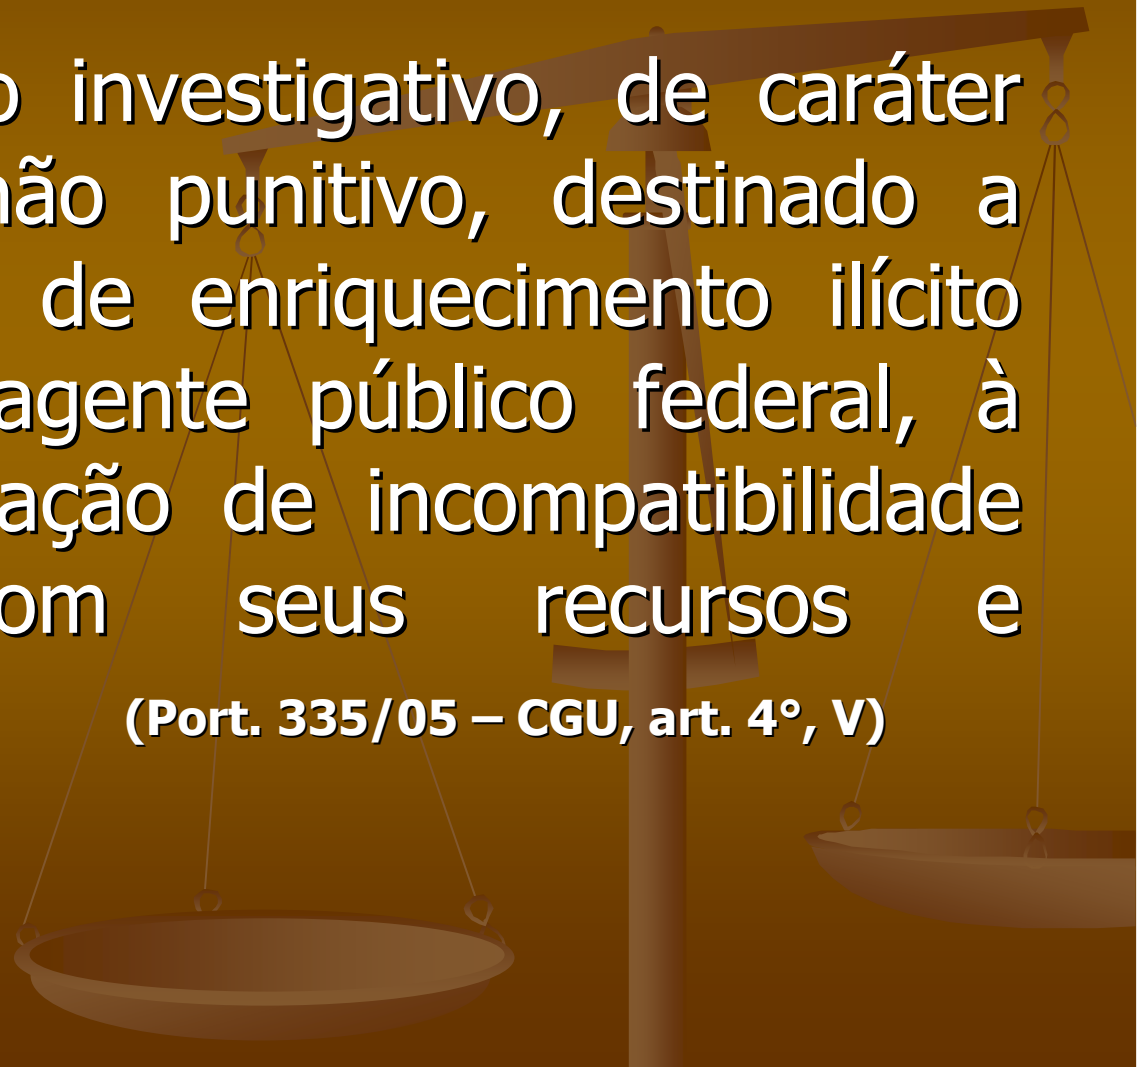 o investigativo, de caráter
não punitivo, destinado a
de enriquecimento ilícito
agente público federal, à
ação de incompatibilidade
om seus recursos e
(Port. 335/05 – CGU, art. 4°, V)